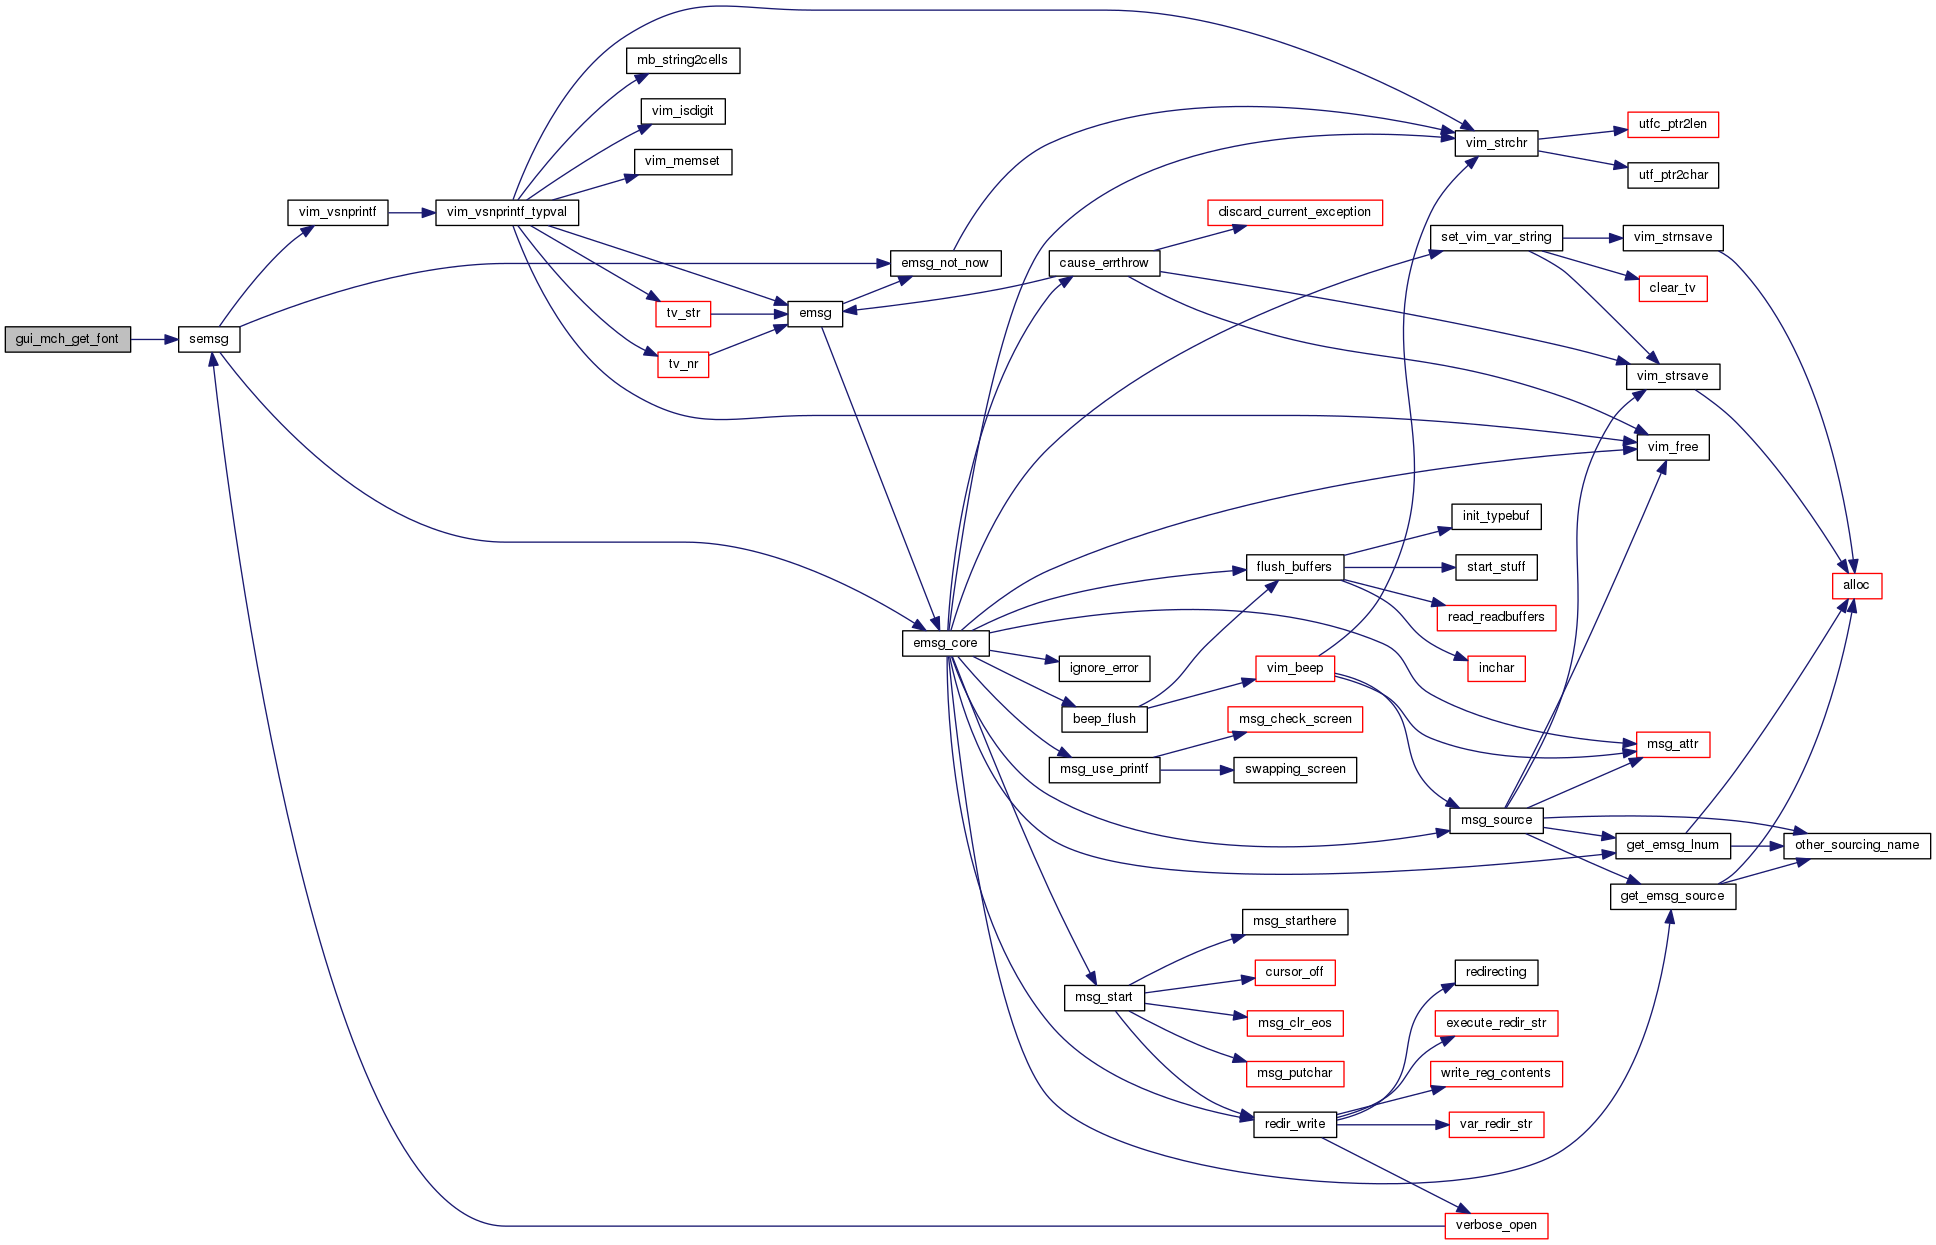 gui_mch_get_font
semsg
vim_vsnprintf
vim_vsnprintf_typval
mb_string2cells
vim_isdigit
vim_memset
tv_str
tv_nr
emsg
emsg_not_now
emsg_core
cause_errthrow
discard_current_exception
vim_strchr
utfc_ptr2len
utf_ptr2char
set_vim_var_string
vim_strnsave
clear_tv
vim_strsave
vim_free
alloc
flush_buffers
init_typebuf
start_stuff
read_readbuffers
inchar
ignore_error
beep_flush
vim_beep
msg_use_printf
msg_check_screen
swapping_screen
msg_attr
msg_source
get_emsg_lnum
other_sourcing_name
get_emsg_source
msg_start
msg_starthere
cursor_off
msg_clr_eos
msg_putchar
redir_write
redirecting
execute_redir_str
write_reg_contents
var_redir_str
verbose_open